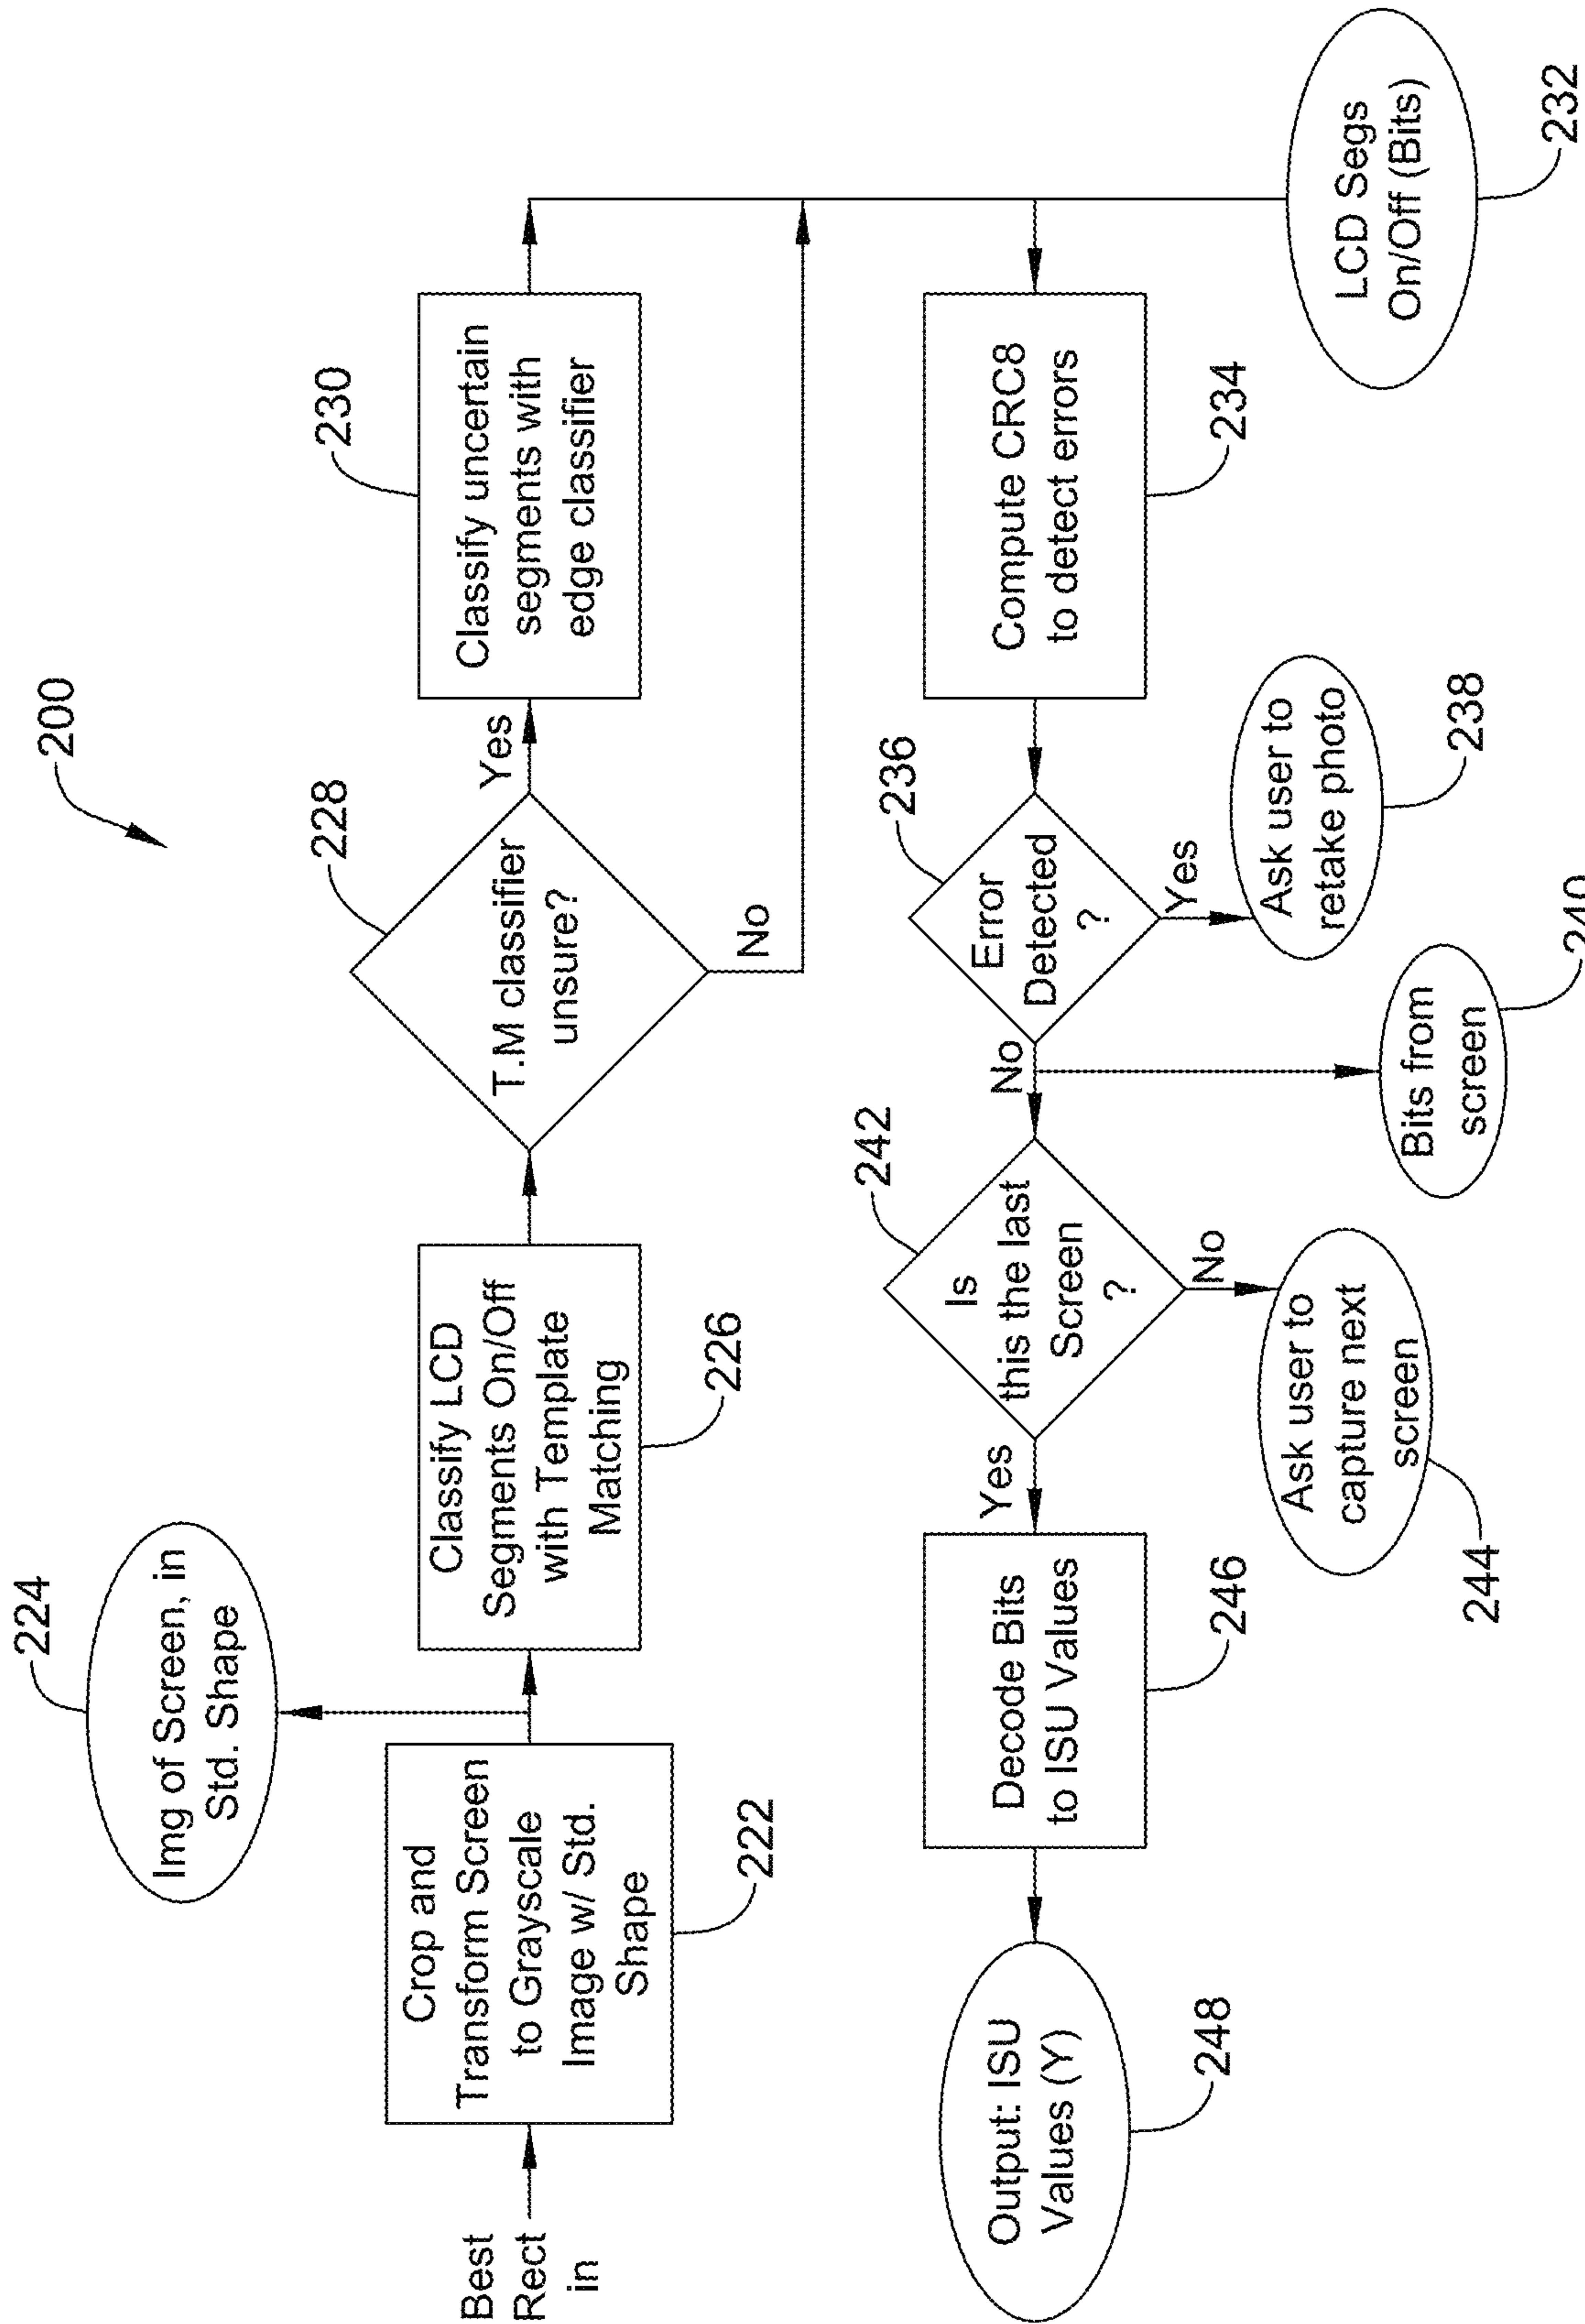 200
Best
Rect
in
Crop and
Transform Screen
to Grayscale
Image w/ Std.
Shape
222
224
Img of Screen, in
Std. Shape
Classify LCD
Segments On/Off
with Template
Matching
226
228
T.M classifier
unsure?
Yes
No
230
Classify uncertain
segments with
edge classifier
LCD Segs
On/Off (Bits)
232
Compute CRC8
to detect errors
234
236
Error
Detected
?
Yes
Ask user to
retake photo
238
No
Bits from
screen
242
Is
this the last
Screen
?
No
Ask user to
capture next
screen
244
Yes
Decode Bits
to ISU Values
246
Output: ISU
Values (Y)
248